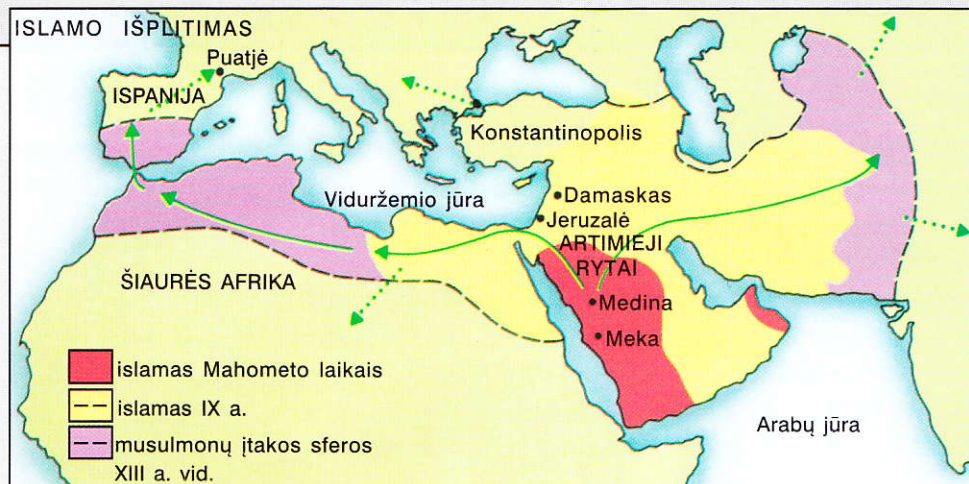 ISLAMO IŠPLITIMAS
Puatjė
ISPANIJA
Konstantinopolis
Viduržemio jūra
Damaskas
Jeruzalė
ARTIMIEJI
RYTAI
ŠIAURĖS AFRIKA
Medina
Meka
Arabų jūra
islamas Mahometo laikais
islamas IX a.
musulmonų įtakos sferos
XIII a. vid.